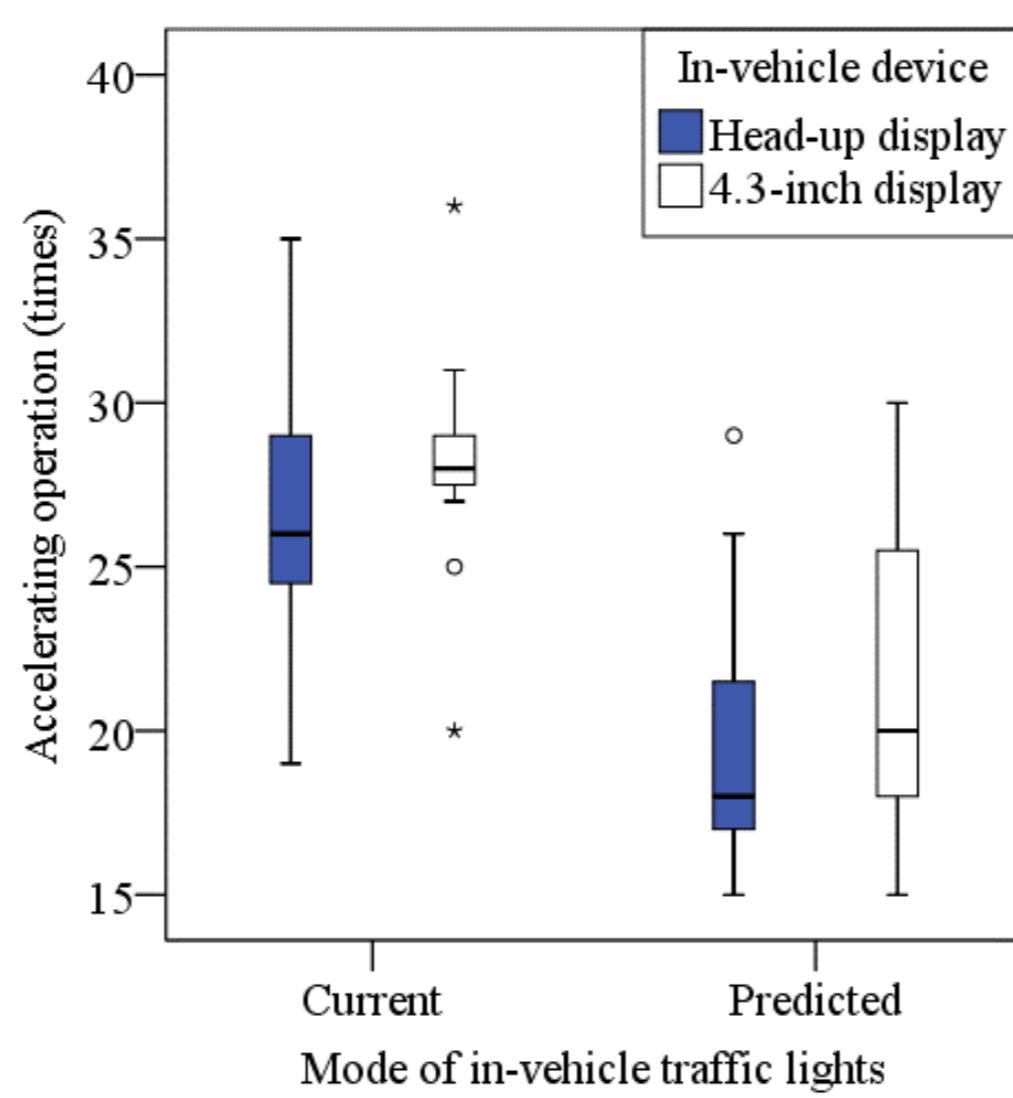 In-vehicle device
Head-up display
4.3-inch display
Accelerating operation (times)
40
35
30
25
20
15
Current Predicted
Mode of in-vehicle traffic lights